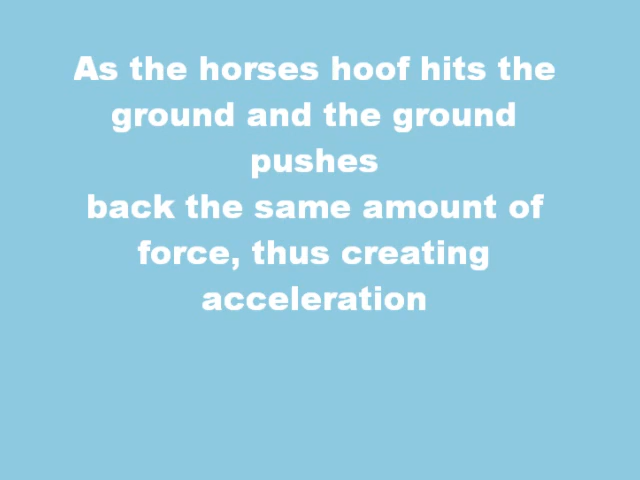 As the horses hoof hits the
ground and the ground
pushes
back the same amount of
force, thus creating
acceleration